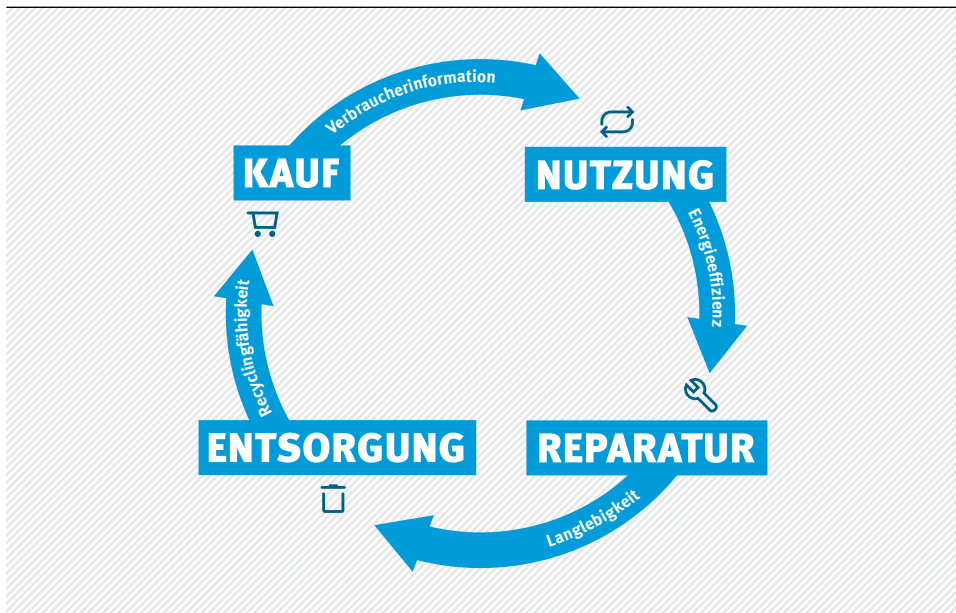 Verbraucherinformation
KAUF
NUTZUNG
Energieeffizienz
Recyclingfähigkeit
ENTSORGUNG
REPARATUR
Langlebigkeit